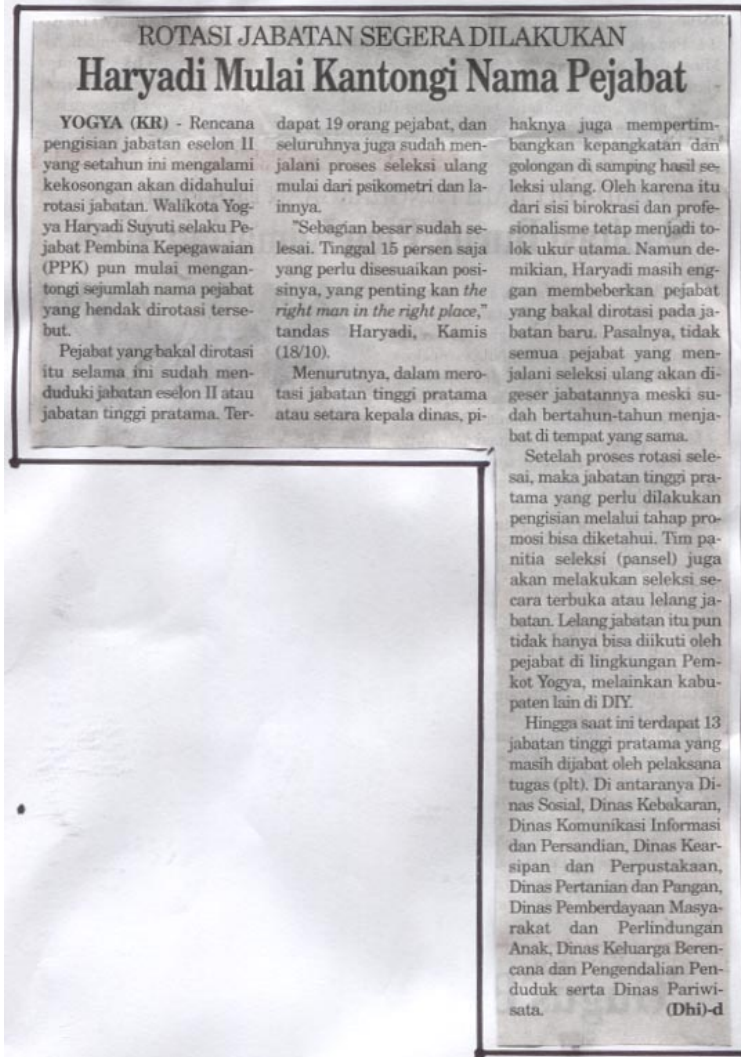 ROTASI JABATAN SEGERA DILAKUKAN
Haryadi Mulai Kantongi Nama Pejabat
YOGYA (KR) - Rencana
pengisian jabatan eselon II
yang setahun ini mengalami
kekosongan akan didahului
rotasi jabatan. Walikota Yog-
ya Haryadi Suyuti selaku Pe-
jabat Pembina Kepegawaian
(PPK) pun mulai mengan-
tongi sejumlah nama pejabat
yang hendak dirotasi terse-
but.
Pejabat yang bakal dirotasi
itu selama ini sudah men-
duduki jabatan eselon II atau
jabatan tinggi pratama. Ter-
dapat 19 orang pejabat, dan
seluruhnya juga sudah men-
jalani proses seleksi ulang
mulai dari psikometri dan la-
innya.
"Sebagian besar sudah se-
lesai. Tinggal 15 persen saja
yang perlu disesuaikan posi-
sinya, yang penting kan the
right man in the right place,"
tandas Haryadi, Kamis
(18/10).
Menurutnya, dalam mero-
tasi jabatan tinggi pratama
atau setara kepala dinas, pi-
haknya juga mempertim-
bangkan kepangkatan dan
golongan di samping hasil se-
leksi ulang. Oleh karena itu
dari sisi birokrasi dan profe-
sionalisme tetap menjadi to-
lok ukur utama. Namun de-
mikian, Haryadi masih eng-
gan membeberkan pejabat
yang bakal dirotasi pada ja-
batan baru. Pasalnya, tidak
semua pejabat yang men-
jalani seleksi ulang akan di-
geser jabatannya meski su-
dah bertahun-tahun menja-
bat di tempat yang sama.
Setelah proses rotasi sele-
sai, maka jabatan tinggi pra-
tama yang perlu dilakukan
pengisian melalui tahap pro-
mosi bisa diketahui. Tim pa-
nitia seleksi (pansel) juga
akan melakukan seleksi se-
cara terbuka atau lelang ja-
batan. Lelang jabatan itu pun
tidak hanya bisa diikuti oleh
pejabat di lingkungan Pem-
kot Yogya, melainkan kabu-
paten lain di DIY.
Hingga saat ini terdapat 13
jabatan tinggi pratama yang
masih dijabat oleh pelaksana
tugas (plt). Di antaranya Di-
nas Sosial, Dinas Kebakaran,
Dinas Komunikasi Informasi
dan Persandian, Dinas Kear-
sipan dan Perpustakaan,
Dinas Pertanian dan Pangan,
Dinas Pemberdayaan Masya-
rakat dan Perlindungan
Anak, Dinas Keluarga Beren-
cana dan Pengendalian Pen-
duduk serta Dinas Pariwi-
sata. (Dhi)-d